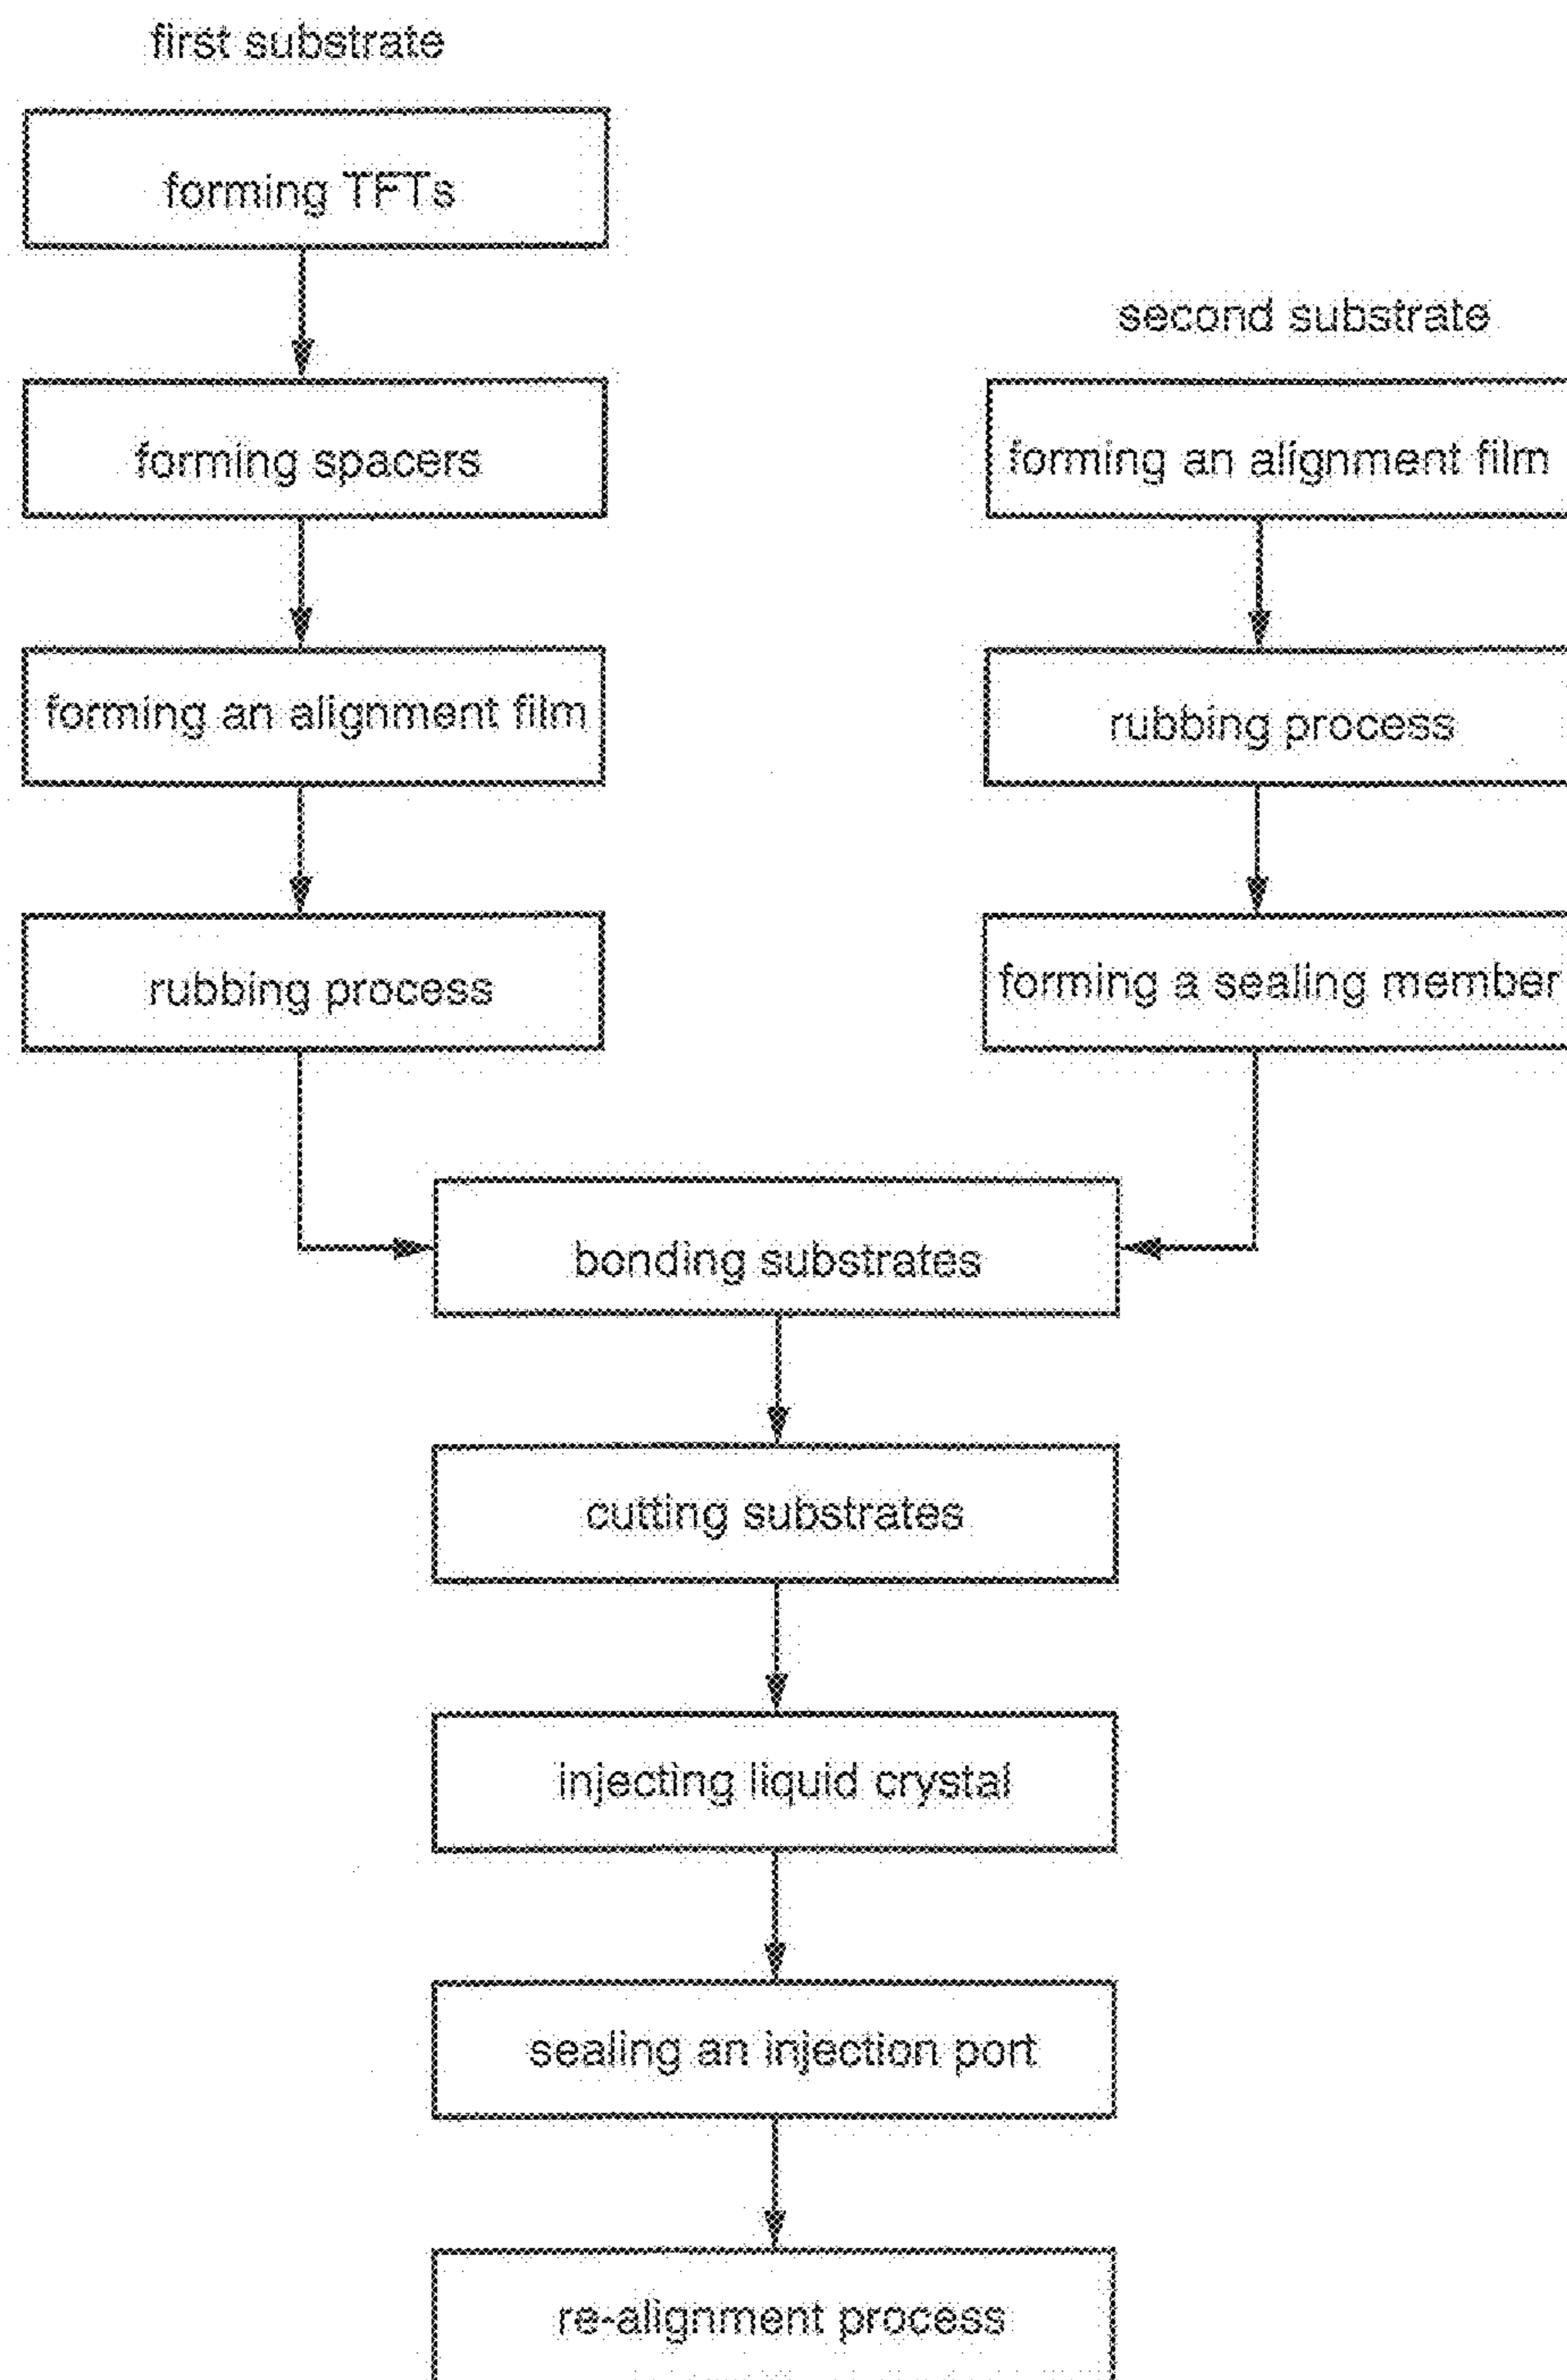 first substrate
forming TFTs
forming spacers
forming an alignment film
rubbing process
second substrate
forming an alignment film
rubbing process
forming a sealing member
bonding substrates
cutting substrates
injecting liquid crystal
sealing an injection port
re-alignment process